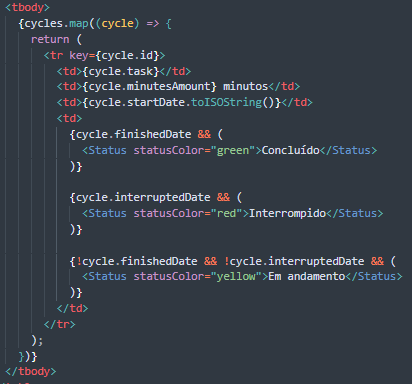 <tbody>
  {cycles.map((cycle) => {
    return (
      <tr key={cycle.id}>
        <td>{cycle.task}</td>
        <td>{cycle.minutesAmount} minutos</td>
        <td>{cycle.startDate.toISOString()}</td>
        <td>
          {cycle.finishedDate && (
            <Status statusColor="green">Concluído</Status>
          )}

          {cycle.interruptedDate && (
            <Status statusColor="red">Interrompido</Status>
          )}

          {!cycle.finishedDate && !cycle.interruptedDate && (
            <Status statusColor="yellow">Em andamento</Status>
          )}
        </td>
      </tr>
    );
  })}
</tbody>